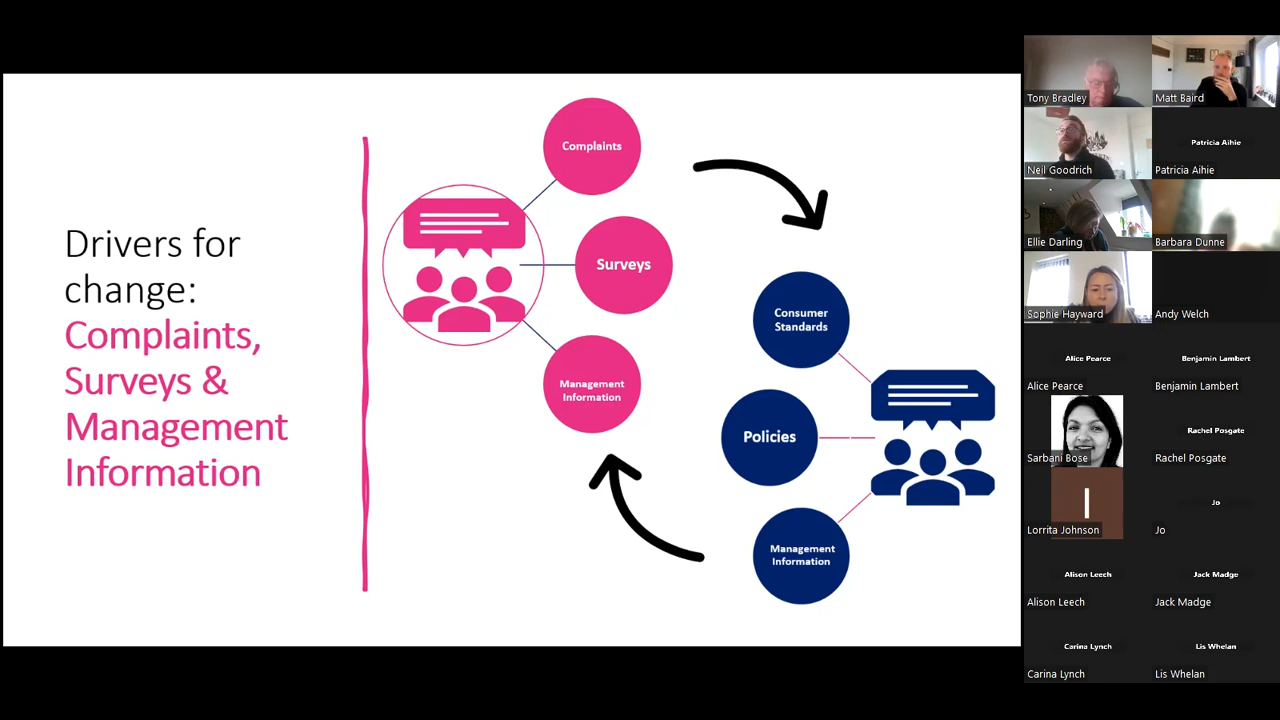 Drivers for
change:
Complaints,
Surveys &
Management
Information
Complaints
Surveys
Management
Information
Consumer
Standards
Policies
Management
Information
Tony Bradley
Matt Baird
Neil Goodrich
Patricia Aihie
Patricia Aihie
Ellie Darling
Barbara Dunne
Sophie Hayward
Andy Welch
Alice Pearce
Alice Pearce
Benjamin Lambert
Benjamin Lambert
Sarbani Bose
Rachel Posgate
Rachel Posgate
I
Lorrita Johnson
Jo
Jo
Alison Leech
Alison Leech
Jack Madge
Jack Madge
Carina Lynch
Carina Lynch
Lis Whelan
Lis Whelan